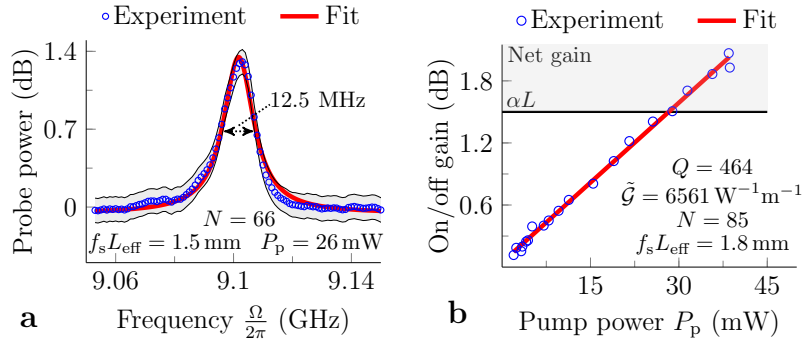 Experiment Fit
Probe power (dB)
1.4
0.7
0
12.5 MHz
N = 66
f_s L_eff = 1.5 mm P_p = 26 mW
9.06 9.1 9.14
a Frequency Ω/2π (GHz)
Experiment Fit
On/off gain (dB)
Net gain
αL
1.8
1.2
0.6
Q = 464
𝒢̃ = 6561 W⁻¹m⁻¹
N = 85
f_s L_eff = 1.8 mm
15 30 45
b Pump power P_p (mW)